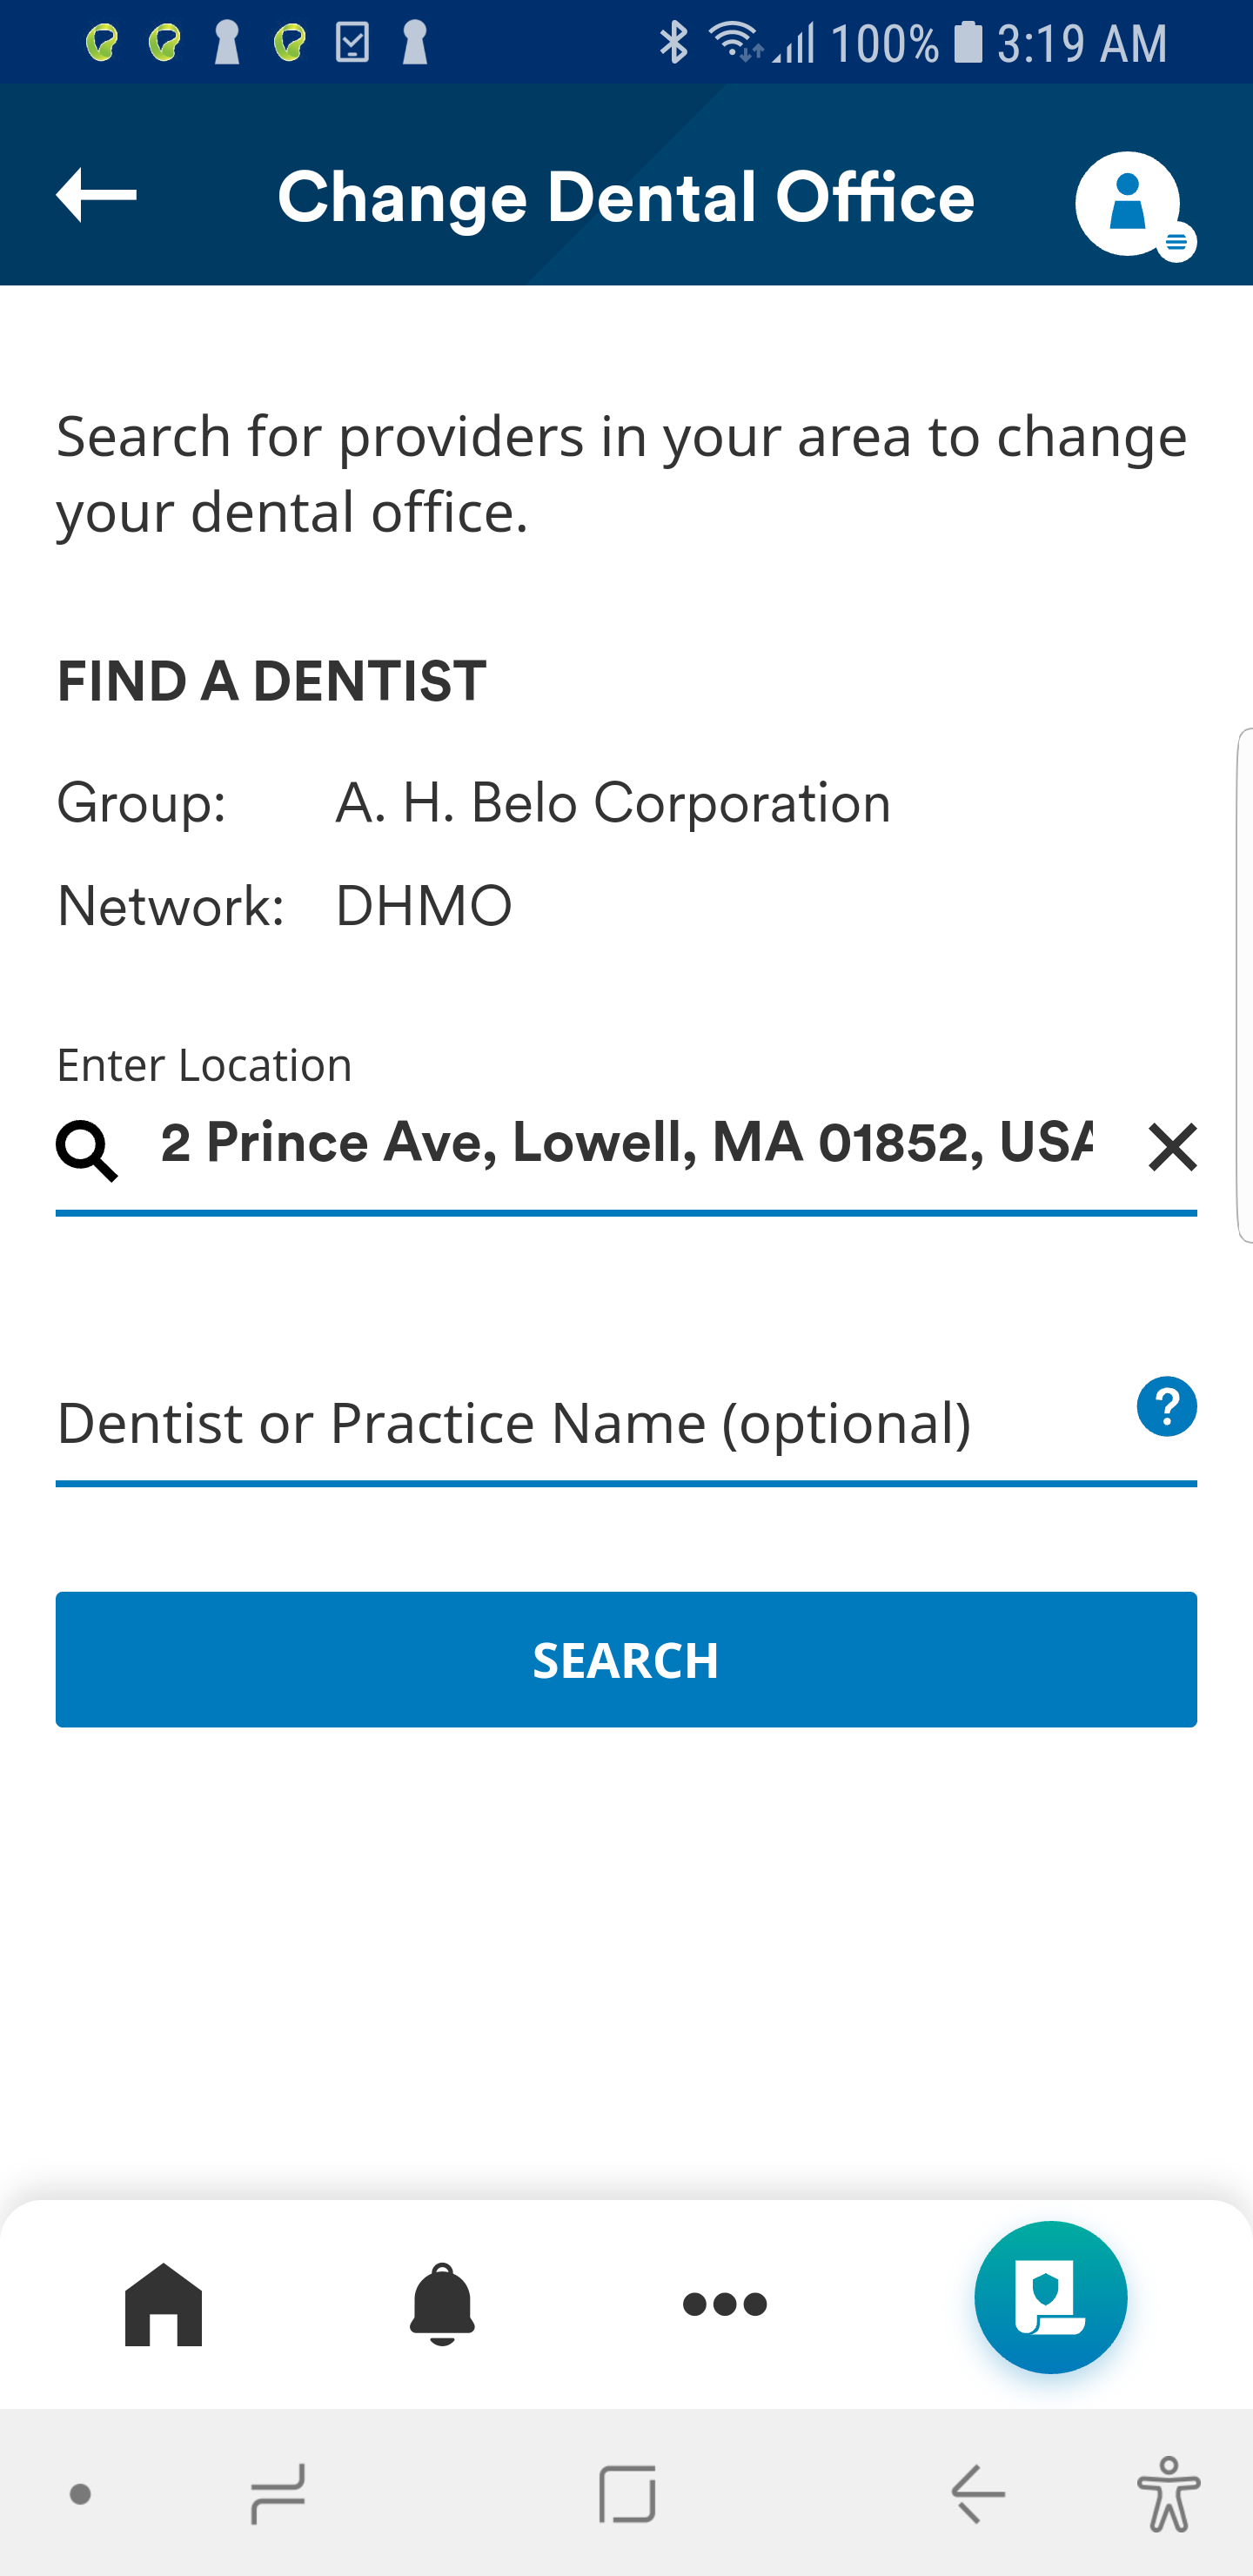 100% 3:19 AM
Change Dental Office
Search for providers in your area to change
your dental office.
FIND A DENTIST
Group: A. H. Belo Corporation
Network: DHMO
Enter Location
2 Prince Ave, Lowell, MA 01852, USA
Dentist or Practice Name (optional)
?
SEARCH